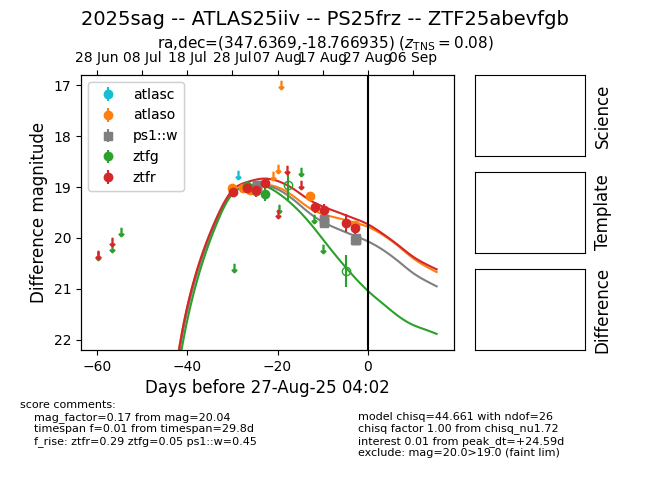 2025sag -- ATLAS25iiv -- PS25frz -- ZTF25abevfgb
ra,dec=(347.6369,-18.766935) (z_TNS = 0.08)
28 Jun 08 Jul 18 Jul 28 Jul 07 Aug 17 Aug 27 Aug 06 Sep
atlasc
atlaso
ps1::w
ztfg
ztfr
17
18
19
20
21
22
Difference magnitude
−60 −40 −20 0
Days before 27-Aug-25 04:02
Science
Template
Difference
score comments:
mag_factor=0.17 from mag=20.04
timespan f=0.01 from timespan=29.8d
f_rise: ztfr=0.29 ztfg=0.05 ps1::w=0.45
model chisq=44.661 with ndof=26
chisq factor 1.00 from chisq_nu1.72
interest 0.01 from peak_dt=+24.59d
exclude: mag=20.0>19.0 (faint lim)